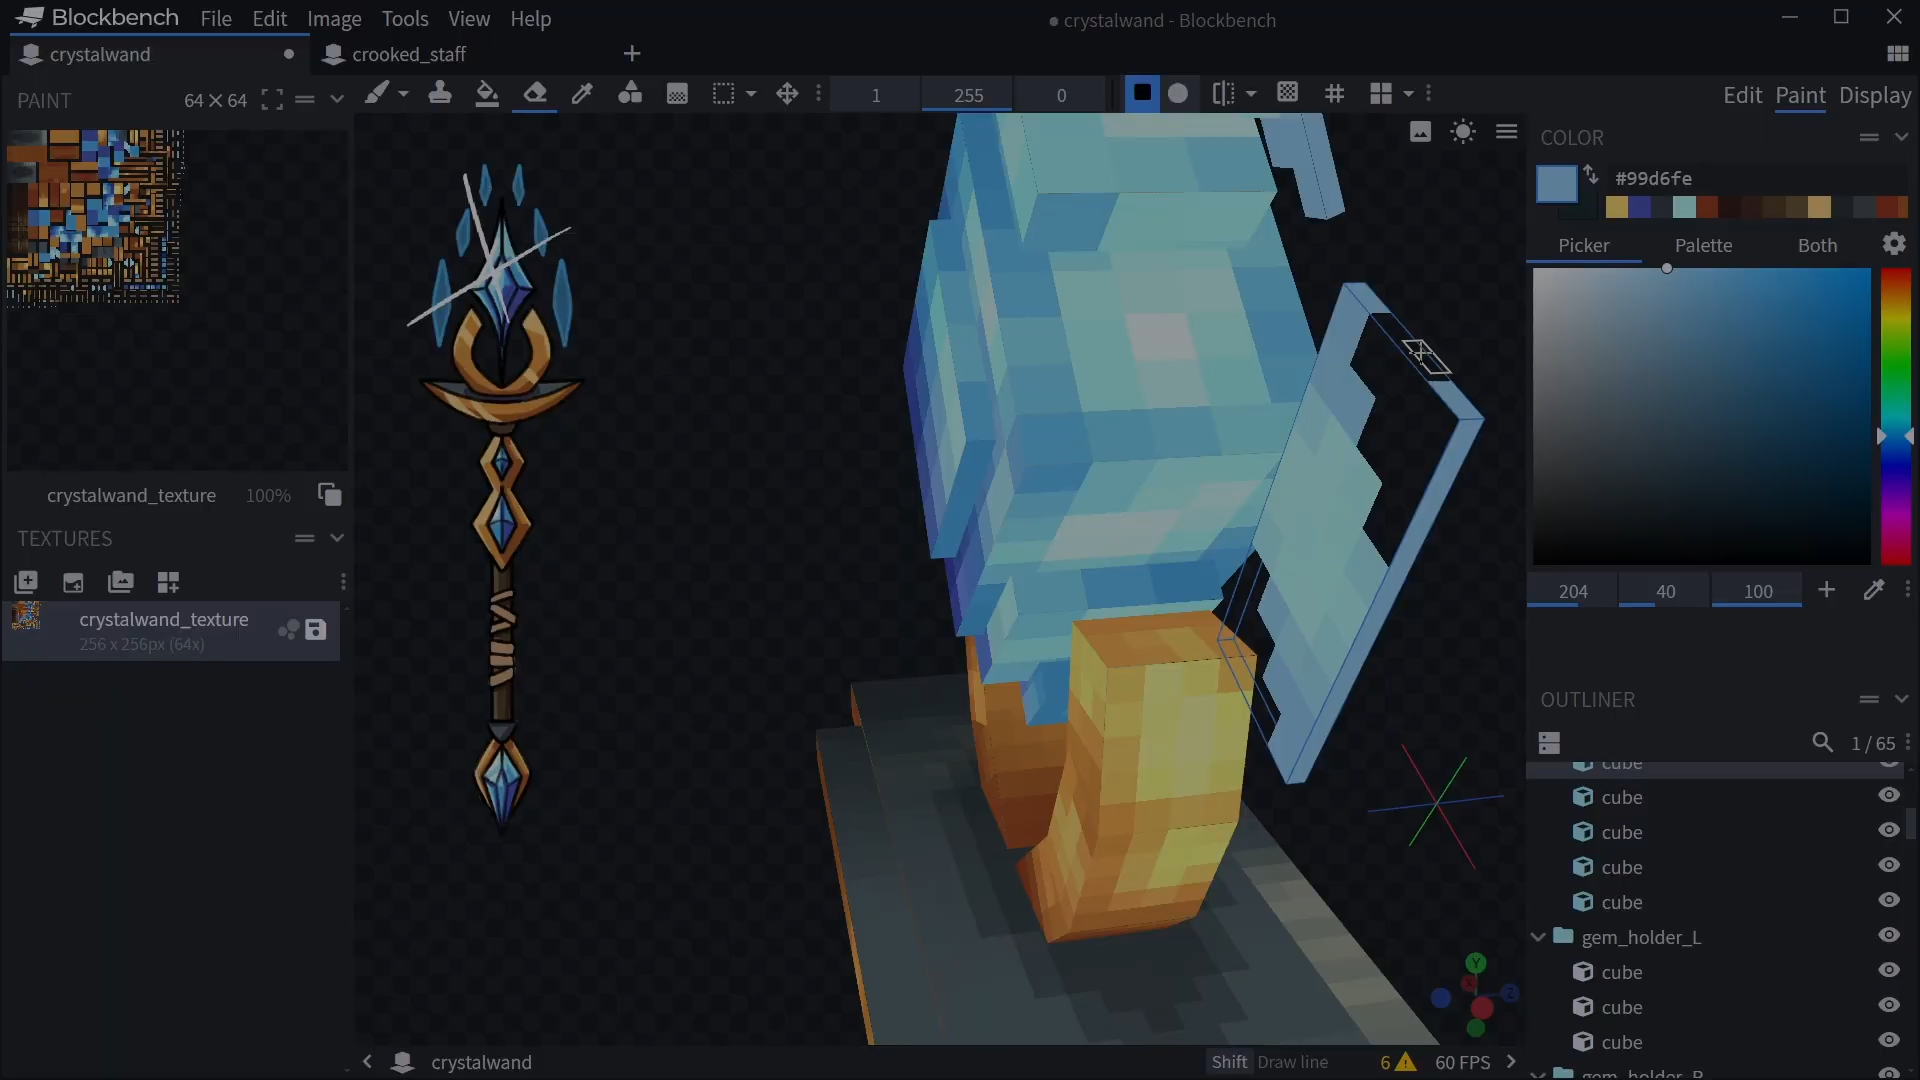 Blockbench File Edit Image Tools View Help
crystalwand - Blockbench
crystalwand
crooked_staff
PAINT 64 × 64
1 255 0
Edit Paint Display
COLOR
#99d6fe
Picker Palette Both
204 40 100
crystalwand_texture 100%
TEXTURES
crystalwand_texture
256 x 256px (64x)
OUTLINER
1 / 65
cube
cube
cube
cube
cube
gem_holder_L
cube
cube
cube
gem_holder_R
Y
X
Z
crystalwand
Shift Draw line 6 60 FPS